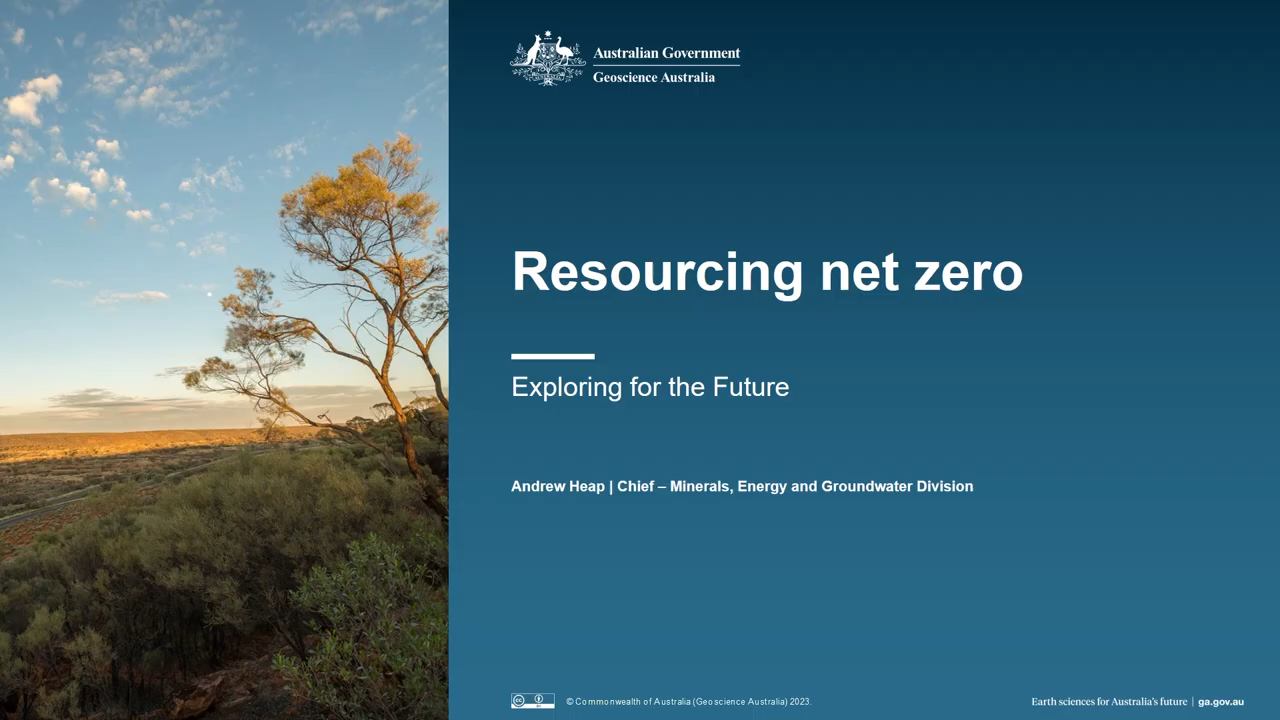 Australian Government
Geoscience Australia
Resourcing net zero
Exploring for the Future
Andrew Heap | Chief – Minerals, Energy and Groundwater Division
© Commonwealth of Australia (Geoscience Australia) 2023.
Earth sciences for Australia's future | ga.gov.au